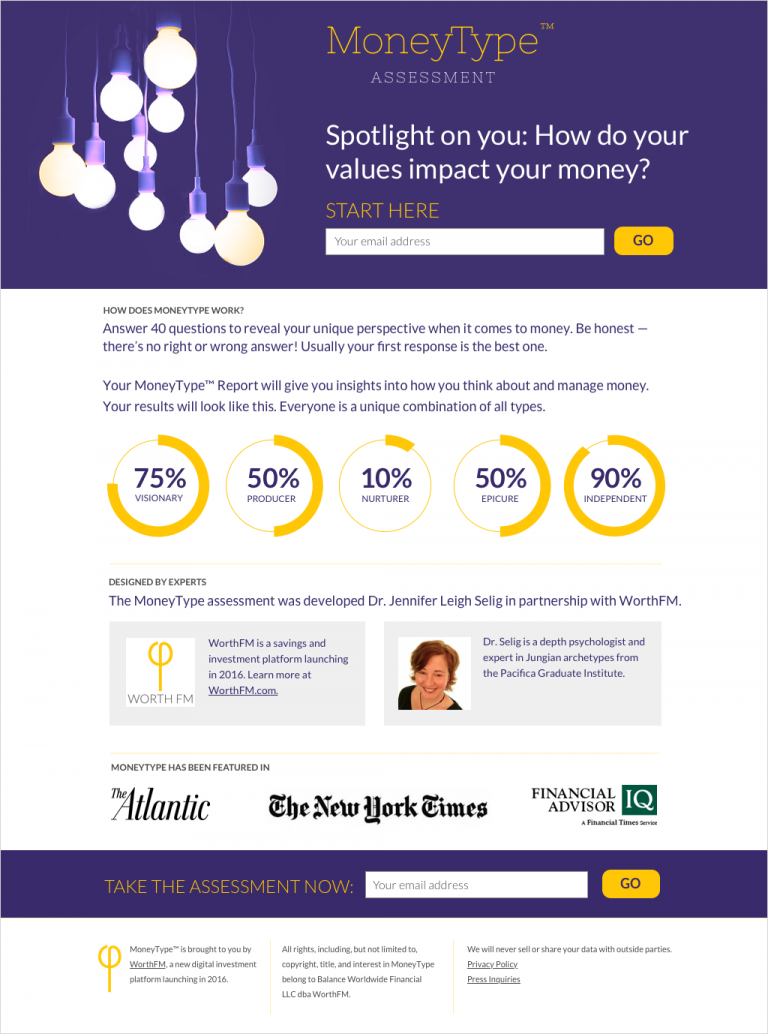 MoneyType™
ASSESSMENT
Spotlight on you: How do your
values impact your money?
START HERE
Your email address
GO
HOW DOES MONEYTYPE WORK?
Answer 40 questions to reveal your unique perspective when it comes to money. Be honest —
there's no right or wrong answer! Usually your first response is the best one.
Your MoneyType™ Report will give you insights into how you think about and manage money.
Your results will look like this. Everyone is a unique combination of all types.
75%
VISIONARY
50%
PRODUCER
10%
NURTURER
50%
EPICURE
90%
INDEPENDENT
DESIGNED BY EXPERTS
The MoneyType assessment was developed Dr. Jennifer Leigh Selig in partnership with WorthFM.
WORTH FM
WorthFM is a savings and
investment platform launching
in 2016. Learn more at
WorthFM.com.
Dr. Selig is a depth psychologist and
expert in Jungian archetypes from
the Pacifica Graduate Institute.
MONEYTYPE HAS BEEN FEATURED IN
The Atlantic
The New York Times
FINANCIAL
ADVISOR IQ
A Financial Times Service
TAKE THE ASSESSMENT NOW:
Your email address
GO
MoneyType™ is brought to you by
WorthFM, a new digital investment
platform launching in 2016.
All rights, including, but not limited to,
copyright, title, and interest in MoneyType
belong to Balance Worldwide Financial
LLC dba WorthFM.
We will never sell or share your data with outside parties.
Privacy Policy
Press Inquiries